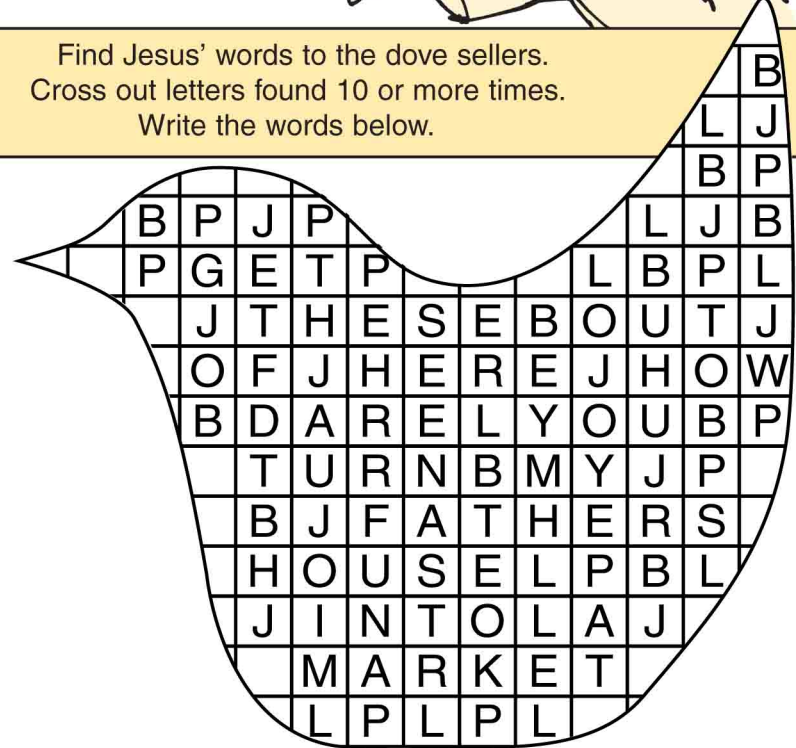 Find Jesus' words to the dove sellers.
Cross out letters found 10 or more times.
Write the words below.
B
L J
B P
B P J P L J B
P G E T P L B P L
J T H E S E B O U T J
O F J H E R E J H O W
B D A R E L Y O U B P
T U R N B M Y J P
B J F A T H E R S
H O U S E L P B L
J I N T O L A J
M A R K E T
L P L P L